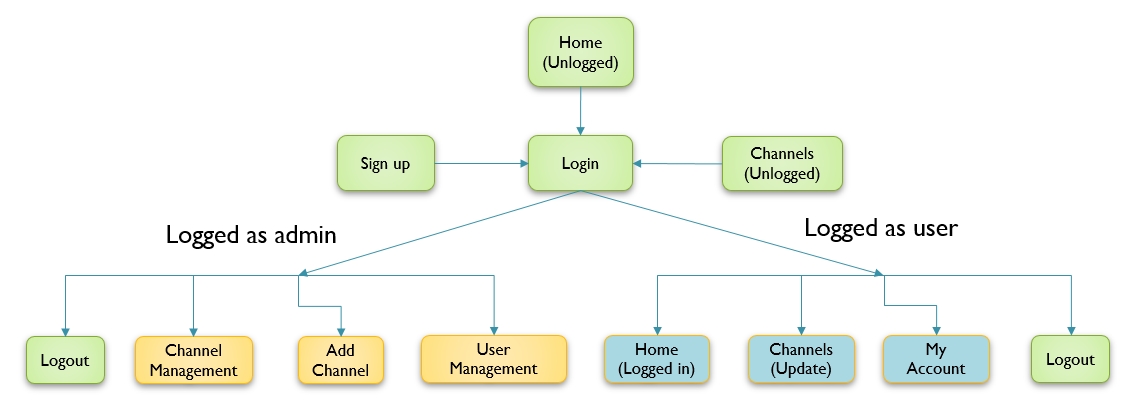 Home
(Unlogged)
Sign up
Login
Channels
(Unlogged)
Logged as admin
Logged as user
Logout
Channel
Management
Add
Channel
User
Management
Home
(Logged in)
Channels
(Update)
My
Account
Logout